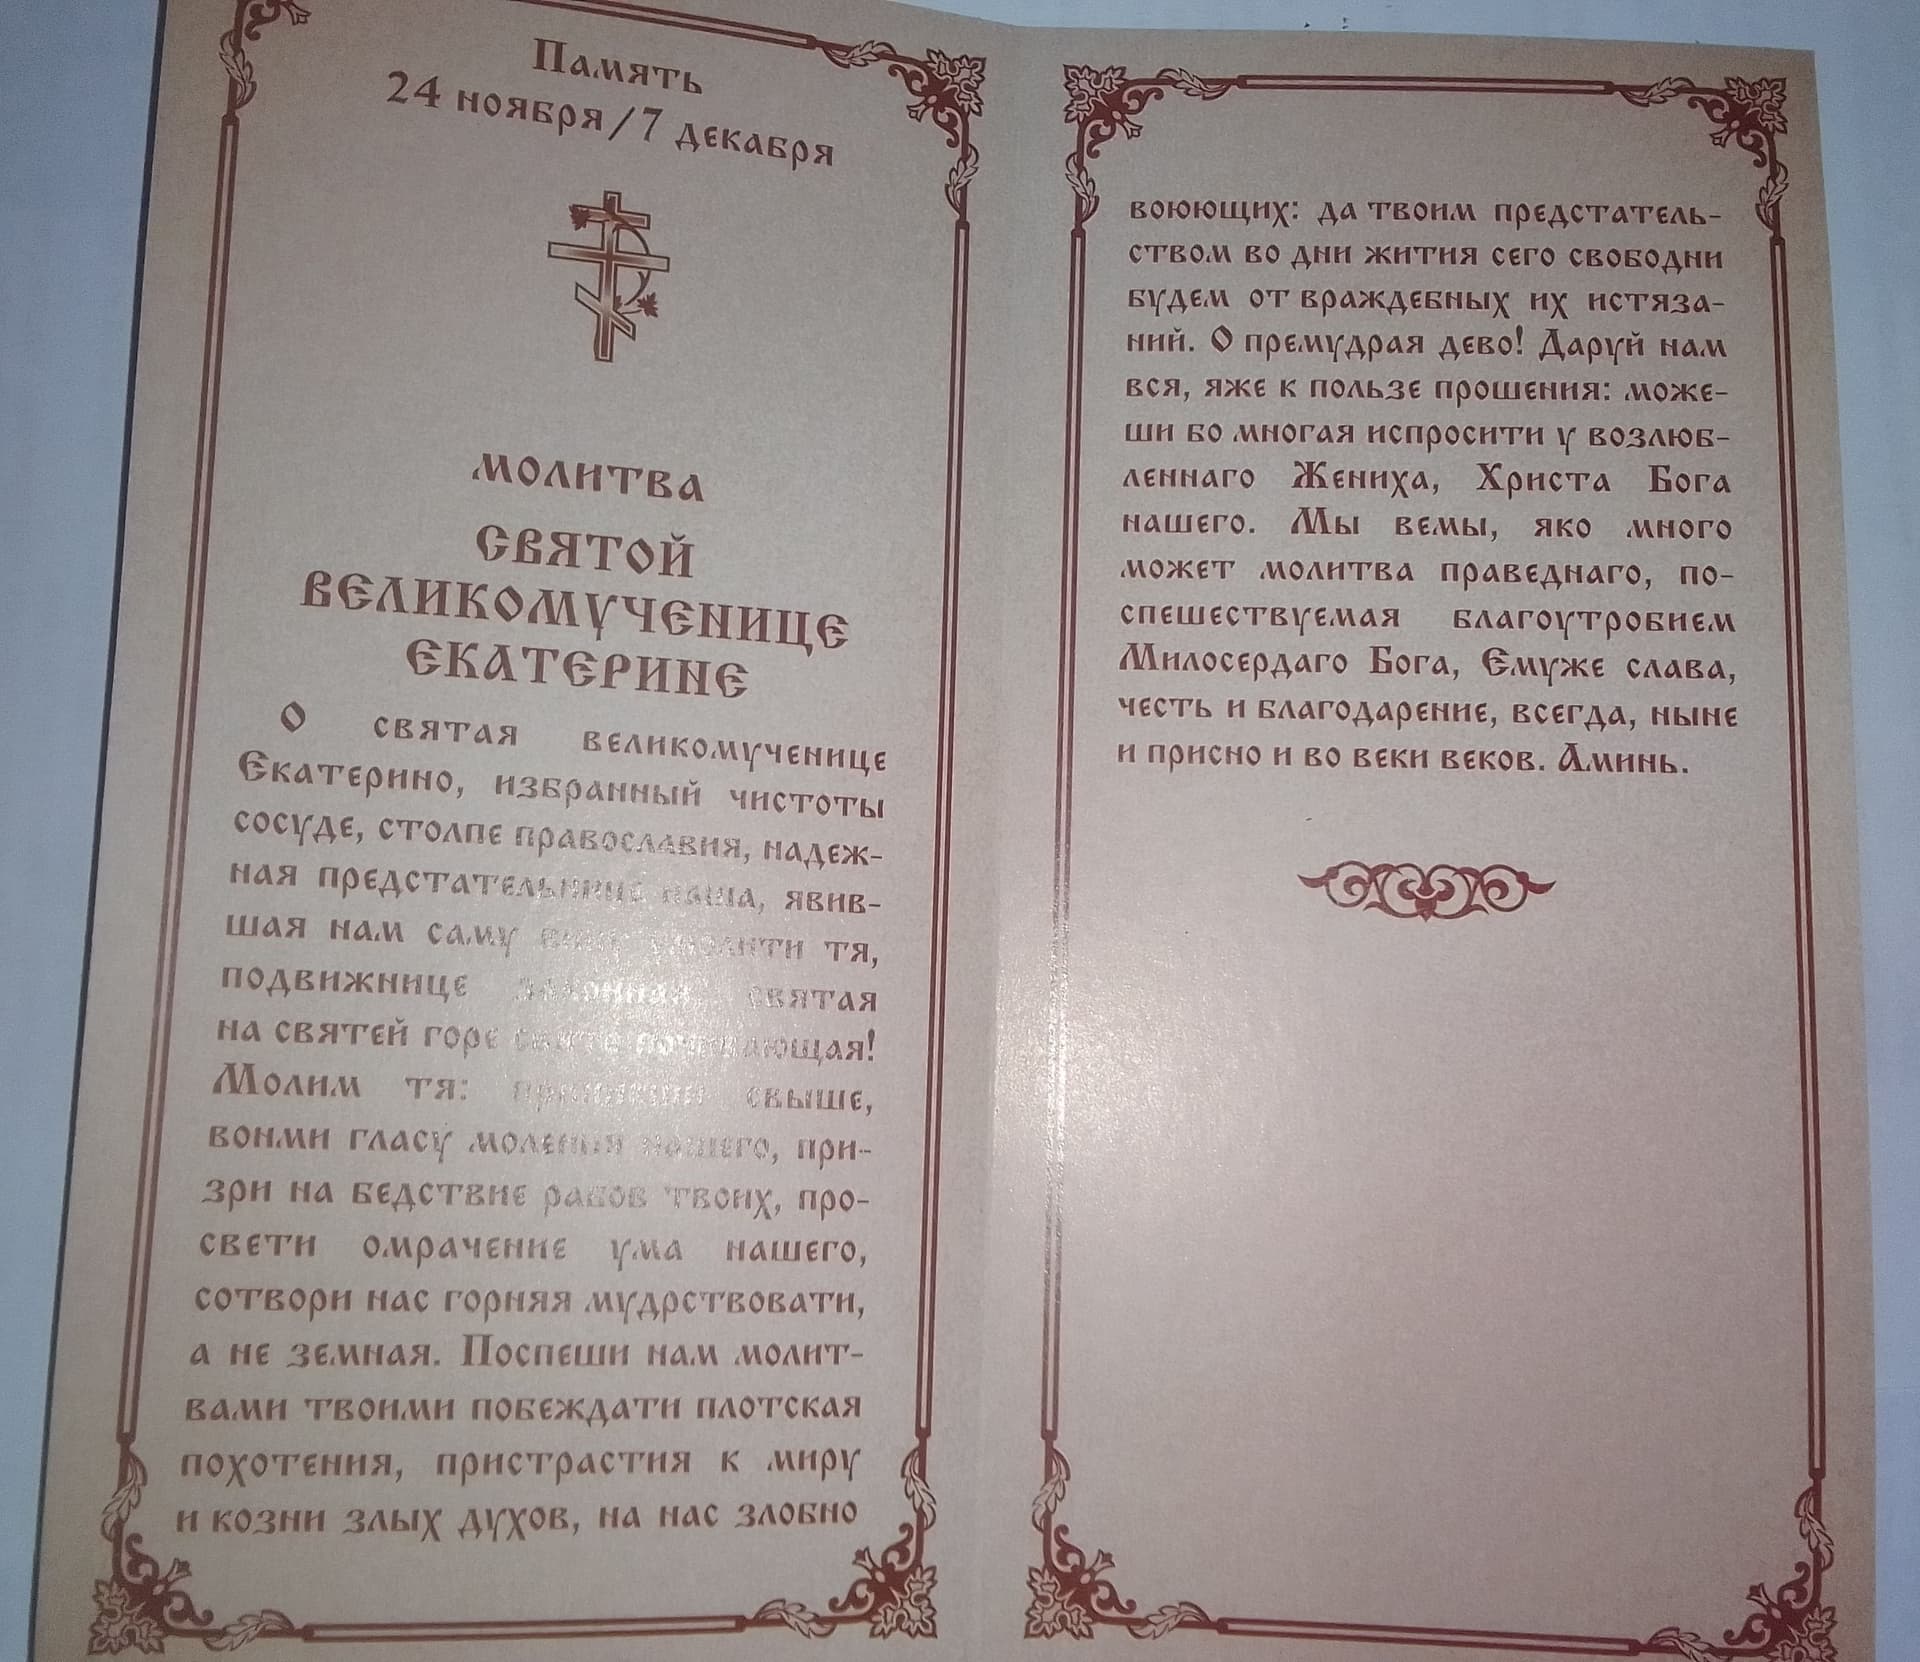 Память
24 ноября/7 декабря
молитва
святой
великомученице
Екатерине
О святая великомученице
Екатерино, избранный чистоты
сосуде, столпе православия, надеж-
ная предстательнице наша, явив-
шая нам саму тя,
подвижнице святая
на святей горе
Молим тя: свыше,
вонми гласу моления нашего, при-
зри на бедствие рабов твоих, про-
свети омрачение ума нашего,
сотвори нас горняя мудрствовати,
а не земная. Поспеши нам молит-
вами твоими побеждати плотская
похотения, пристрастия к миру
и козни злых духов, на нас злобно
воюющих: да твоим предстатель-
ством во дни жития сего свободни
будем от враждебных их истяза-
ний. О премудрая дево! Даруй нам
вся, яже к пользе прошения: може-
ши бо многая испросити у возлюб-
леннаго Жениха, Христа Бога
нашего. Мы вемы, яко много
может молитва праведнаго, по-
спешествуемая благоутробием
Милосердаго Бога, Емуже слава,
честь и благодарение, всегда, ныне
и присно и во веки веков. Аминь.